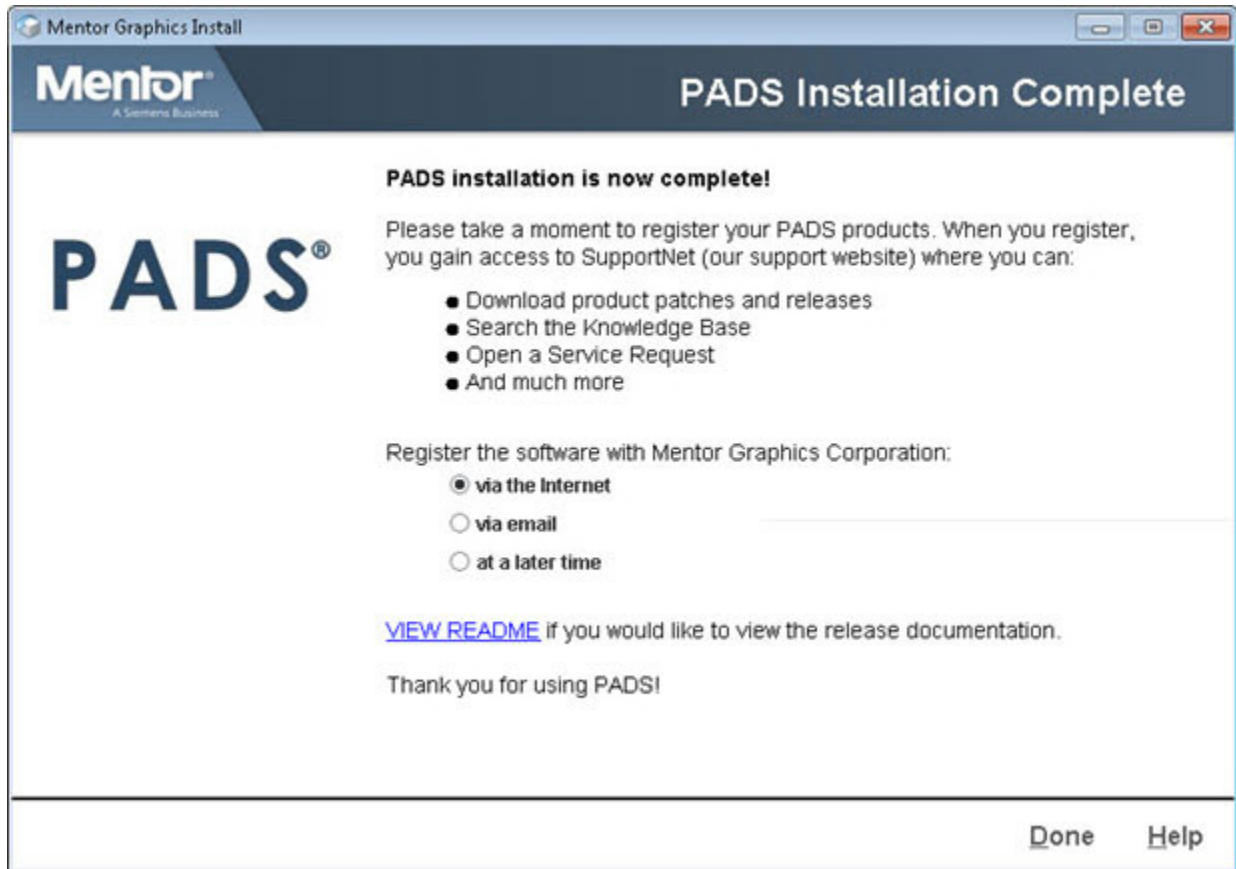 Mentor Graphics Install
Mentor®
A Siemens Business
PADS Installation Complete
PADS®
PADS installation is now complete!
Please take a moment to register your PADS products. When you register,
you gain access to SupportNet (our support website) where you can:
● Download product patches and releases
● Search the Knowledge Base
● Open a Service Request
● And much more
Register the software with Mentor Graphics Corporation:
via the Internet
via email
at a later time
VIEW README if you would like to view the release documentation.
Thank you for using PADS!
Done Help